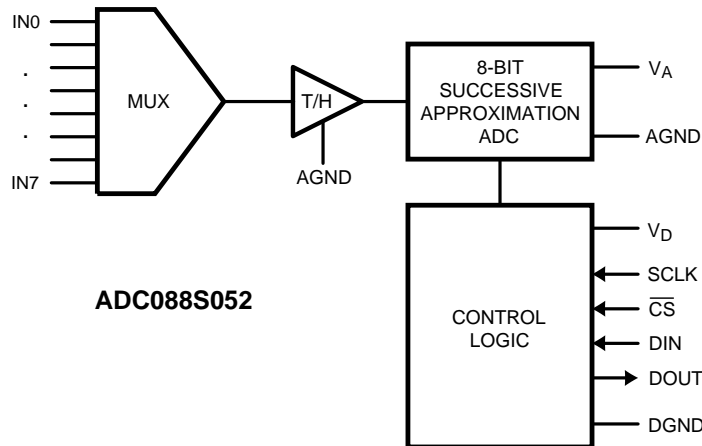 IN0
.
.
.
IN7
MUX
T/H
AGND
8-BIT
SUCCESSIVE
APPROXIMATION
ADC
VA
AGND
ADC088S052
CONTROL
LOGIC
VD
SCLK
CS
DIN
DOUT
DGND